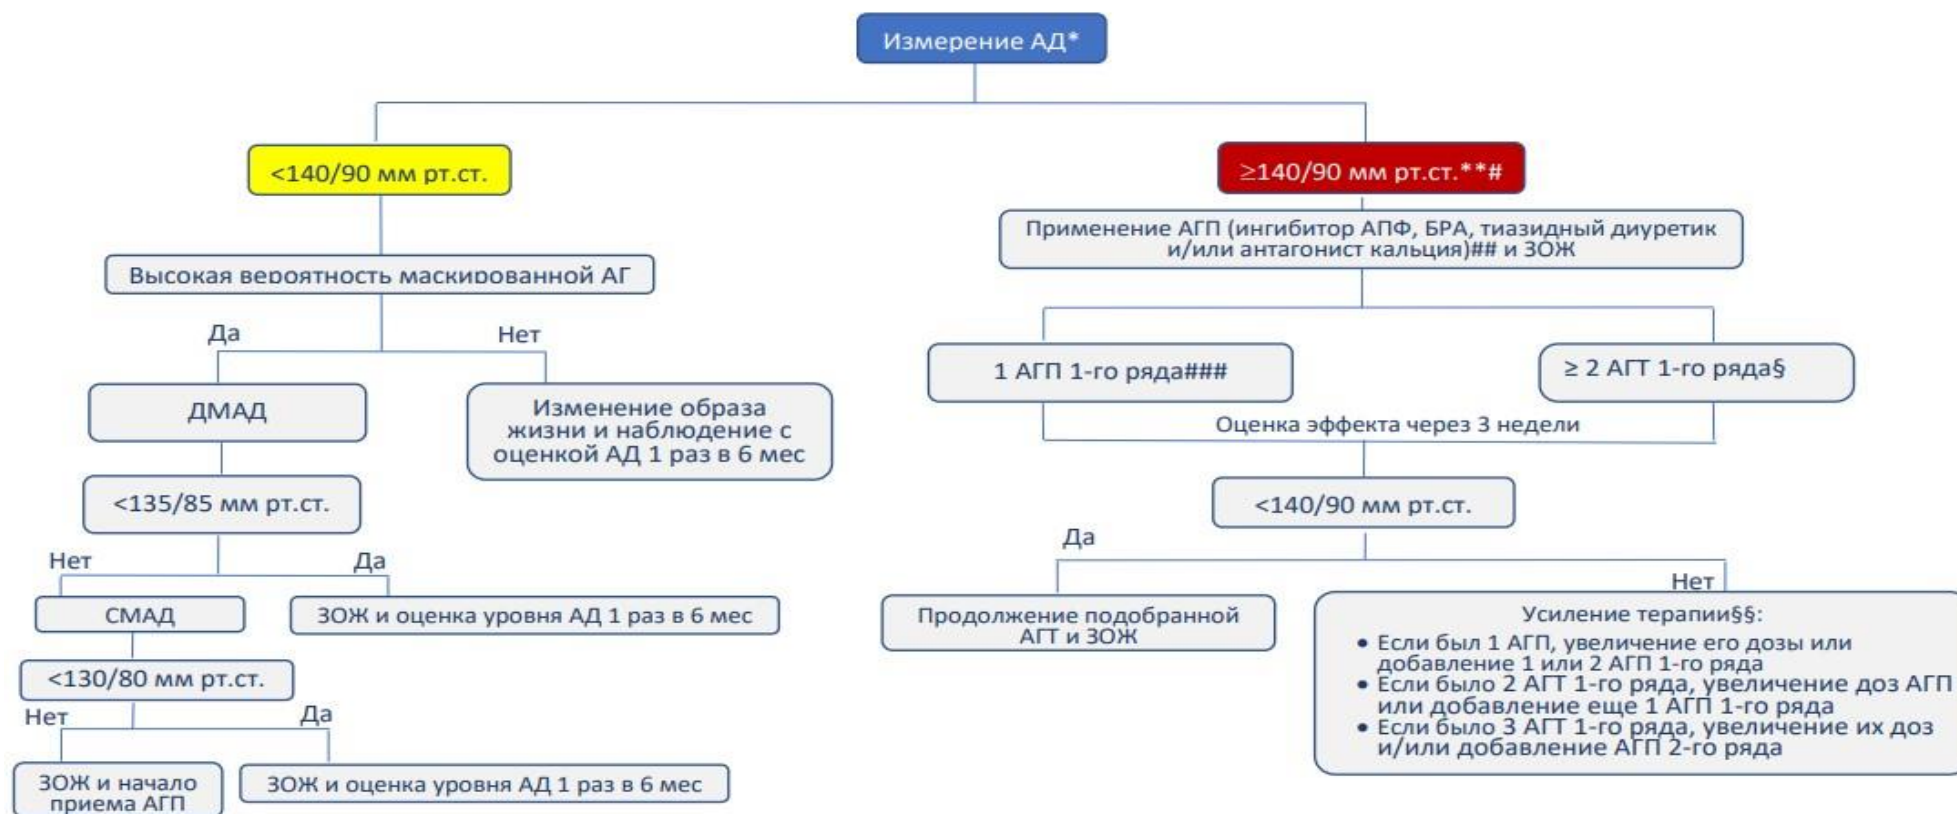 Измерение АД*
<140/90 мм рт.ст.
≥140/90 мм рт.ст.**#
Высокая вероятность маскированной АГ
Да
Нет
ДМАД
Изменение образа
жизни и наблюдение с
оценкой АД 1 раз в 6 мес
<135/85 мм рт.ст.
Нет
Да
СМАД
ЗОЖ и оценка уровня АД 1 раз в 6 мес
<130/80 мм рт.ст.
Нет
Да
ЗОЖ и начало
приема АГП
ЗОЖ и оценка уровня АД 1 раз в 6 мес
Применение АГП (ингибитор АПФ, БРА, тиазидный диуретик
и/или антагонист кальция)## и ЗОЖ
1 АГП 1-го ряда###
≥ 2 АГТ 1-го ряда§
Оценка эффекта через 3 недели
<140/90 мм рт.ст.
Да
Нет
Продолжение подобранной
АГТ и ЗОЖ
Усиление терапии§§:
• Если был 1 АГП, увеличение его дозы или
добавление 1 или 2 АГП 1-го ряда
• Если было 2 АГТ 1-го ряда, увеличение доз АГП
или добавление еще 1 АГП 1-го ряда
• Если было 3 АГТ 1-го ряда, увеличение их доз
и/или добавление АГП 2-го ряда